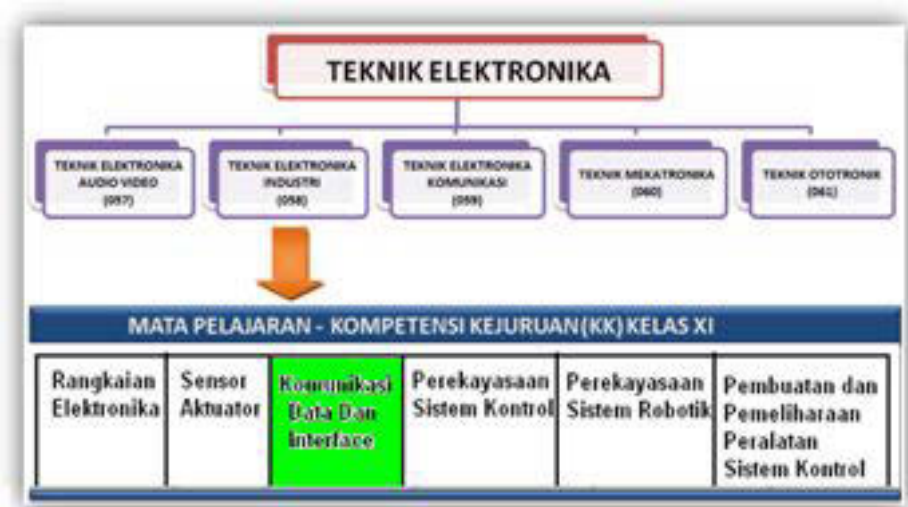 TEKNIK ELEKTRONIKA
TEKNIK ELEKTRONIKA
AUDIO VIDEO
(057)
TEKNIK ELEKTRONIKA
INDUSTRI
(058)
TEKNIK ELEKTRONIKA
KOMUNIKASI
(059)
TEKNIK MEKATRONIKA
(060)
TEKNIK OTOTRONIK
(061)
MATA PELAJARAN - KOMPETENSI KEJURUAN(KK) KELAS XI
Rangkaian
Elektronika
Sensor
Aktuator
Komunikasi
Data Dan
Interface
Perekayasaan
Sistem Kontrol
Perekayasaan
Sistem Robotik
Pembuatan dan
Pemeliharaan
Peralatan
Sistem Kontrol